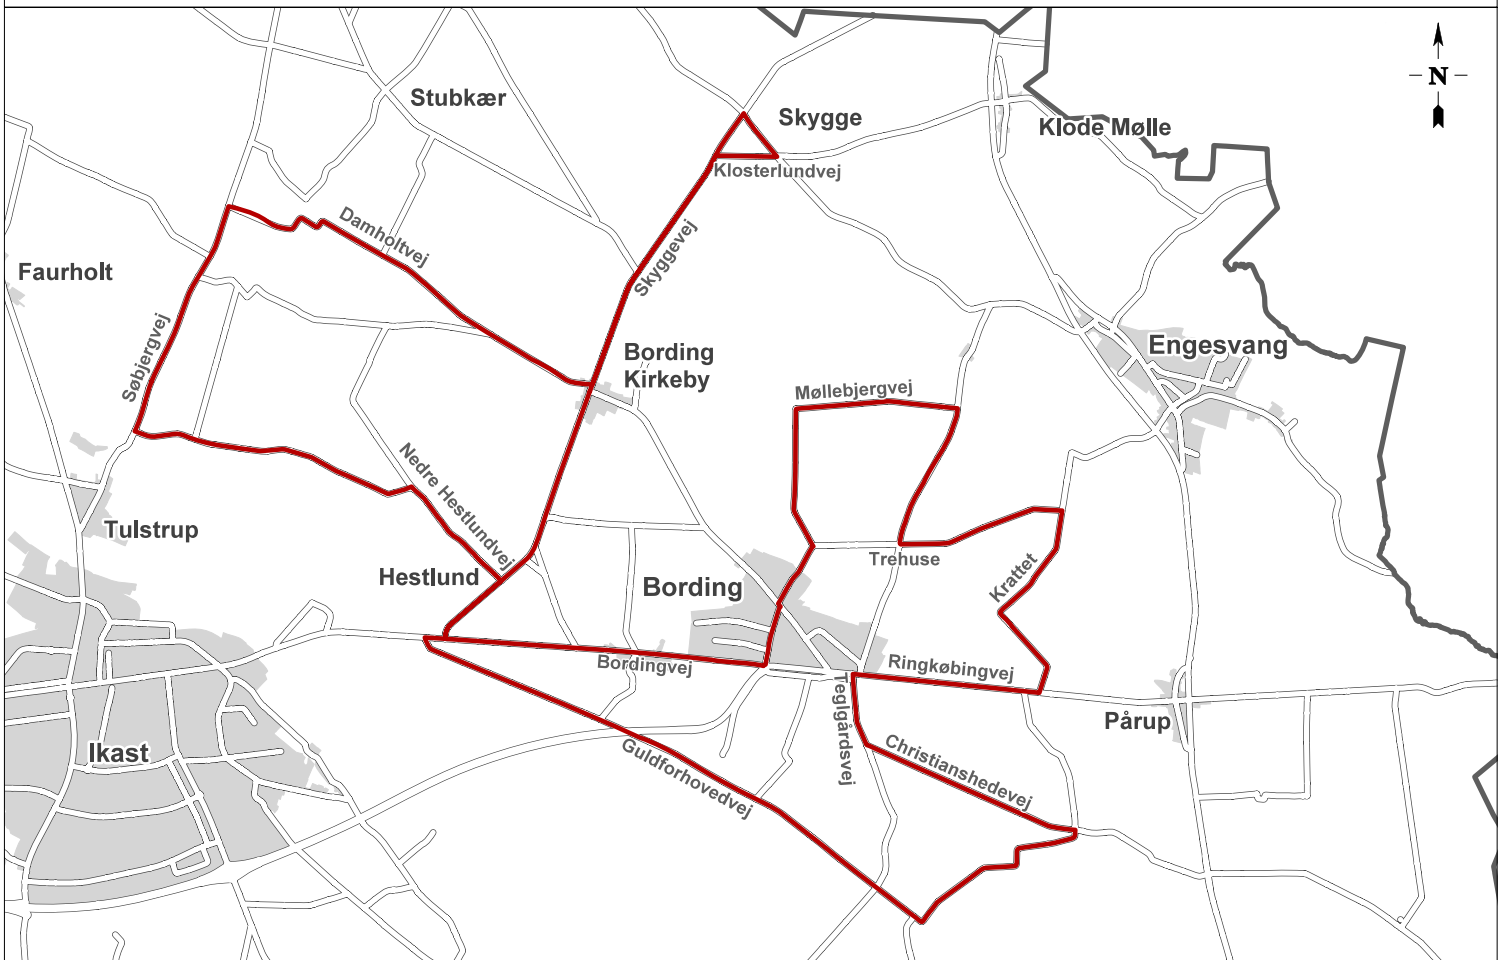 N
Stubkær
Skygge
Klode Mølle
Klosterlundvej
Damholtvej
Skyggevej
Faurholt
Søbjergvej
Bording
Kirkeby
Engesvang
Møllebjergvej
Nedre Hestlundvej
Tulstrup
Hestlund
Bording
Trehuse
Krattet
Bordingvej
Ringkøbingvej
Teglgårdsvej
Pårup
Ikast
Guldforhovedvej
Christianshedevej